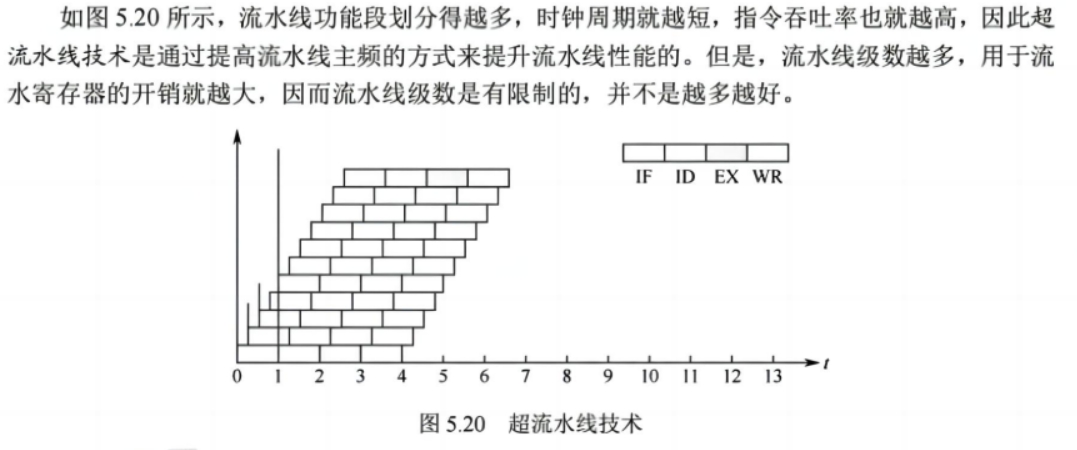 如图 5.20 所示，流水线功能段划分得越多，时钟周期就越短，指令吞吐率也就越高，因此超
流水线技术是通过提高流水线主频的方式来提升流水线性能的。但是，流水线级数越多，用于流
水寄存器的开销就越大，因而流水线级数是有限制的，并不是越多越好。
IF ID EX WR
0 1 2 3 4 5 6 7 8 9 10 11 12 13 t
图 5.20 超流水线技术